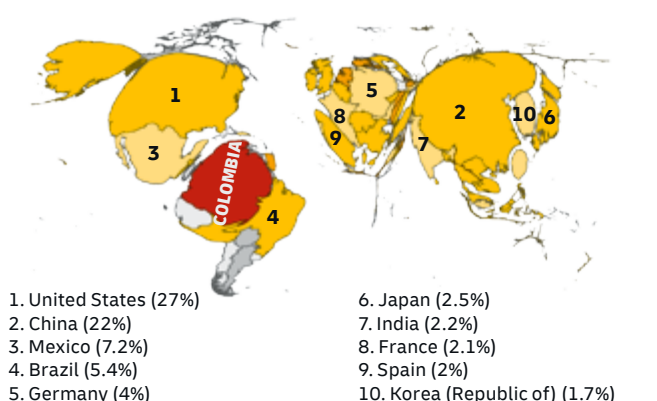 1
2
3
4
5
6
7
8
9
10
COLOMBIA
1. United States (27%)
2. China (22%)
3. Mexico (7.2%)
4. Brazil (5.4%)
5. Germany (4%)
6. Japan (2.5%)
7. India (2.2%)
8. France (2.1%)
9. Spain (2%)
10. Korea (Republic of) (1.7%)